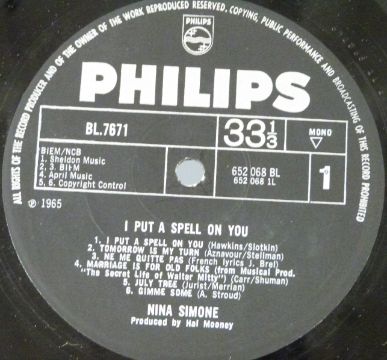 ALL RIGHTS OF THE RECORD PRODUCER AND OF THE OWNER OF THE WORK REPRODUCED RESERVED, COPYING, PUBLIC PERFORMANCE AND BROADCASTING OF THIS RECORD PROHIBITED
PHILIPS
PHILIPS
BL.7671
33 1/3
MONO
BIEM/NCB
1. Sheldon Music
2. 3. BIEM
4. April Music
5. 6. Copyright Control
652 068 BL
652 068 1L
1
℗ 1965
I PUT A SPELL ON YOU
1. I PUT A SPELL ON YOU (Hawkins/Slotkin)
2. TOMORROW IS MY TURN (Aznavour/Stellman)
3. NE ME QUITTE PAS (French lyrics J. Brel)
4. MARRIAGE IS FOR OLD FOLKS (from Musical Prod.
"The Secret Life of Walter Mitty") (Carr/Shuman)
5. JULY TREE (Jurist/Merrian)
6. GIMME SOME (A. Stroud)
NINA SIMONE
Produced by Hal Mooney